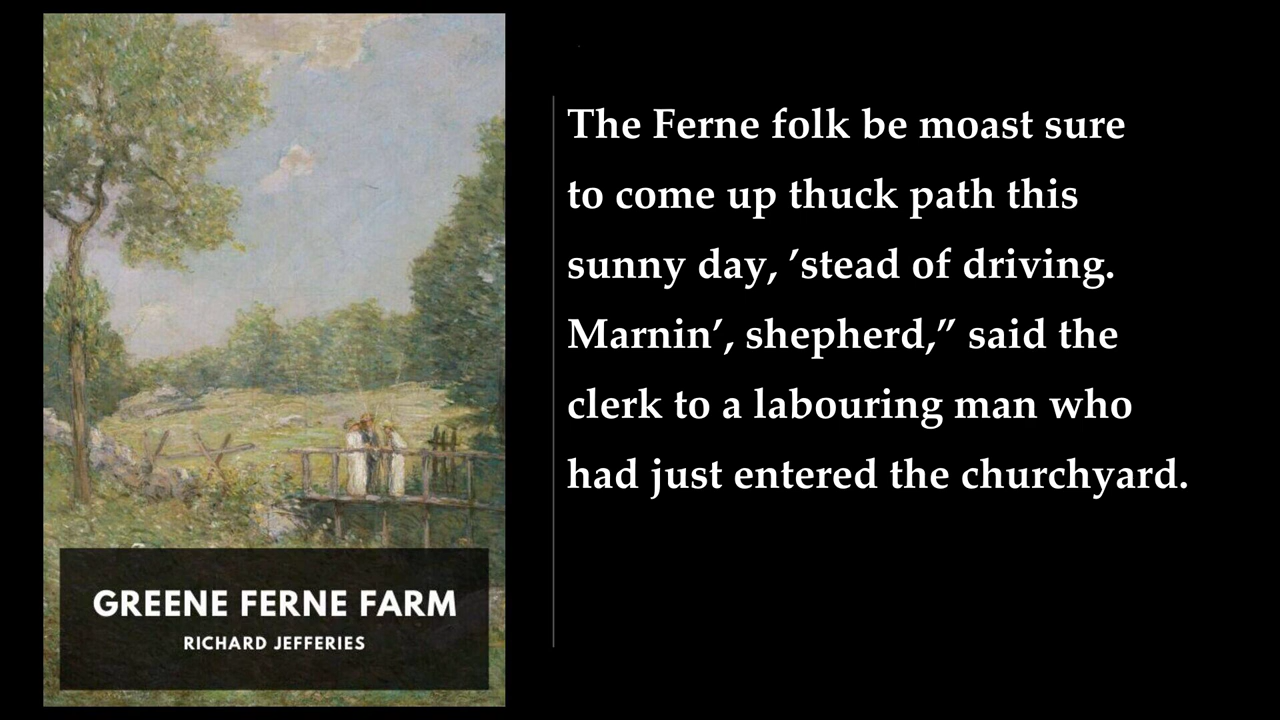 The Ferne folk be moast sure
to come up thuck path this
sunny day, ’stead of driving.
Marnin’, shepherd,” said the
clerk to a labouring man who
had just entered the churchyard.
GREENE FERNE FARM
RICHARD JEFFERIES